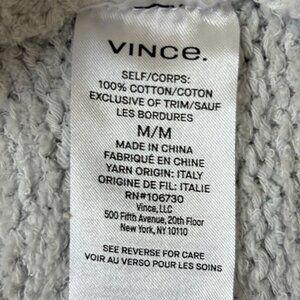 VINCE.
SELF/CORPS:
100% COTTON/COTON
EXCLUSIVE OF TRIM/SAUF
LES BORDURES
M/M
MADE IN CHINA
FABRIQUÉ EN CHINE
YARN ORIGIN: ITALY
ORIGINE DE FIL: ITALIE
RN#106730
Vince, LLC
500 Fifth Avenue, 20th Floor
New York, NY 10110
SEE REVERSE FOR CARE
VOIR AU VERSO POUR LES SOINS